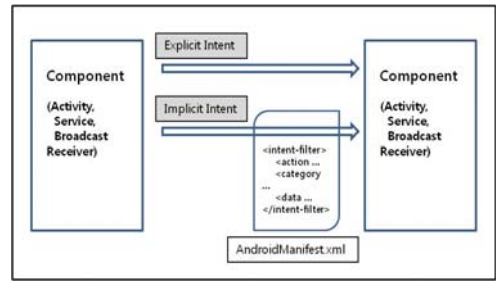 Explicit Intent
Component
(Activity,
Service,
Broadcast
Receiver)
Implicit Intent
<intent-filter>
<action ...
<category
...
<data ...
</intent-filter>
AndroidManifest.xml
Component
(Activity,
Service,
Broadcast
Receiver)